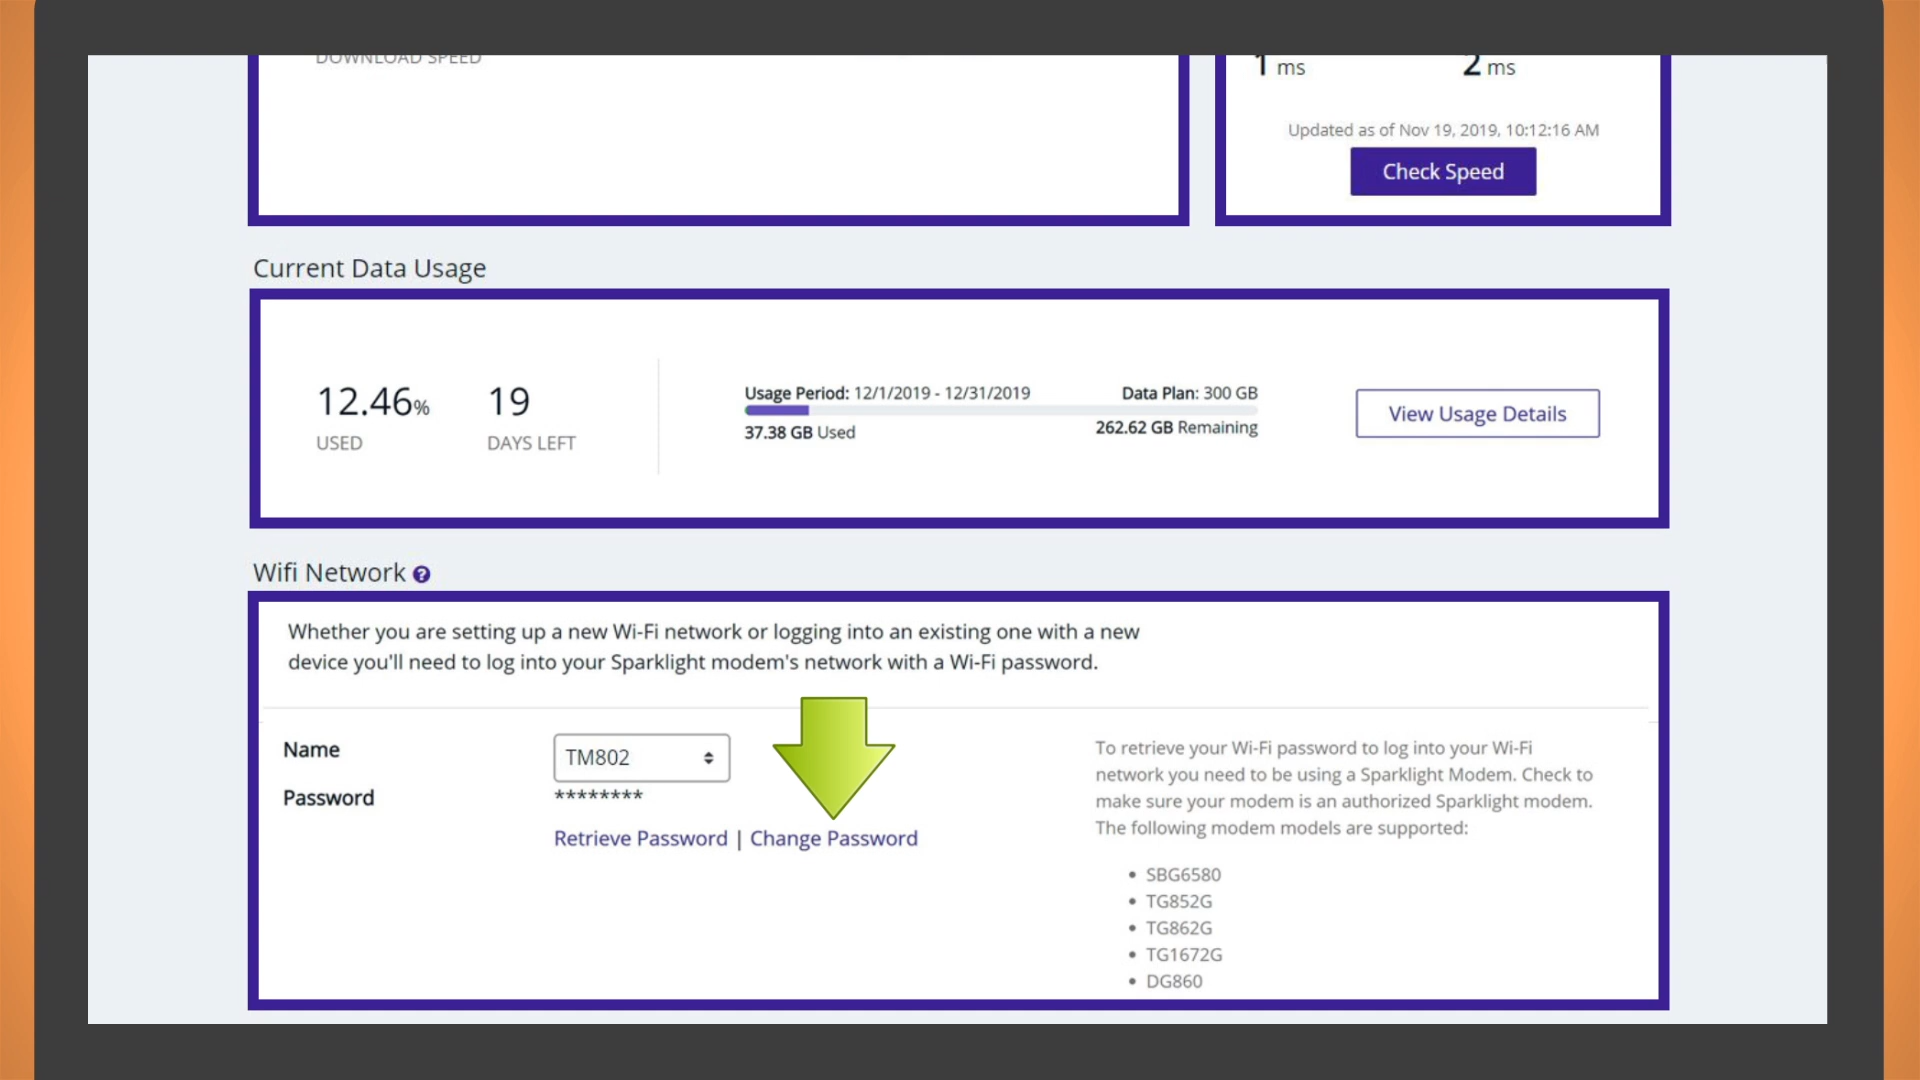 DOWNLOAD SPEED
1 ms
2 ms
Updated as of Nov 19, 2019, 10:12:16 AM
Check Speed
Current Data Usage
12.46%
USED
19
DAYS LEFT
Usage Period: 12/1/2019 - 12/31/2019
Data Plan: 300 GB
37.38 GB Used
262.62 GB Remaining
View Usage Details
Wifi Network ?
Whether you are setting up a new Wi-Fi network or logging into an existing one with a new
device you'll need to log into your Sparklight modem's network with a Wi-Fi password.
Name
TM802
Password
********
Retrieve Password | Change Password
To retrieve your Wi-Fi password to log into your Wi-Fi
network you need to be using a Sparklight Modem. Check to
make sure your modem is an authorized Sparklight modem.
The following modem models are supported:
• SBG6580
• TG852G
• TG862G
• TG1672G
• DG860